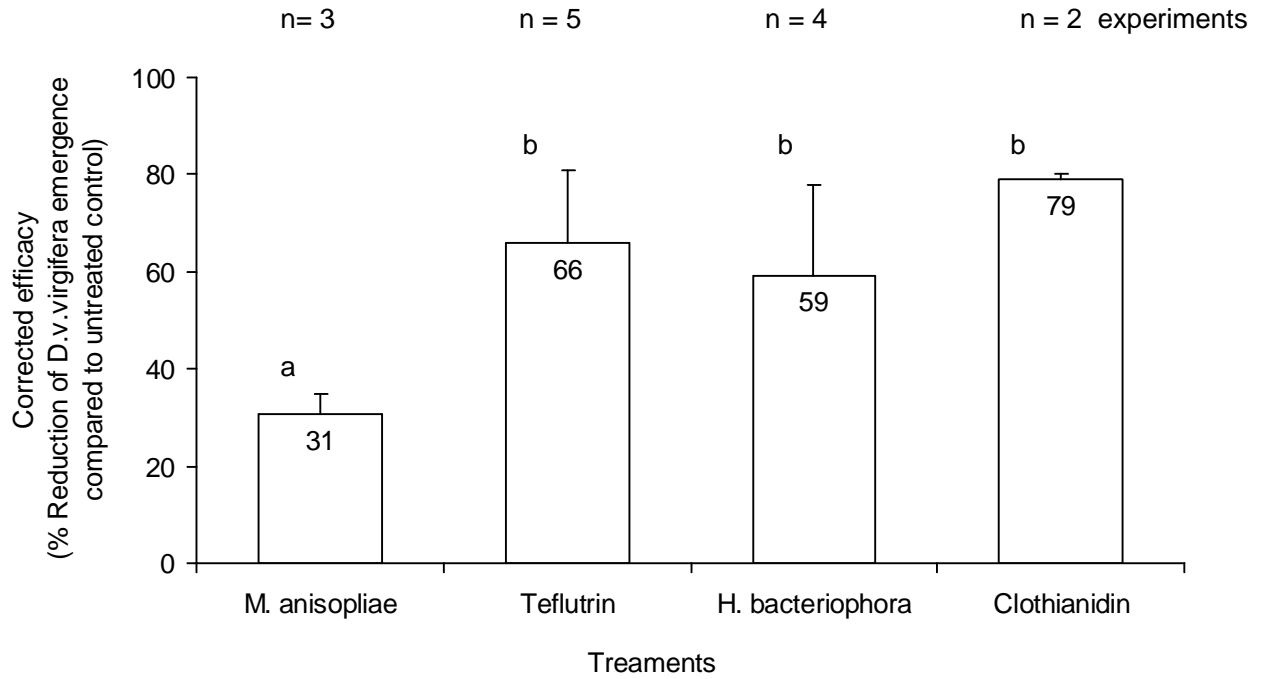 n= 3 n = 5 n = 4 n = 2 experiments
Corrected efficacy
(% Reduction of D.v.virgifera emergence
compared to untreated control)
100
80
60
40
20
0
a
b
b
b
31
66
59
79
M. anisopliae Teflutrin H. bacteriophora Clothianidin
Treaments